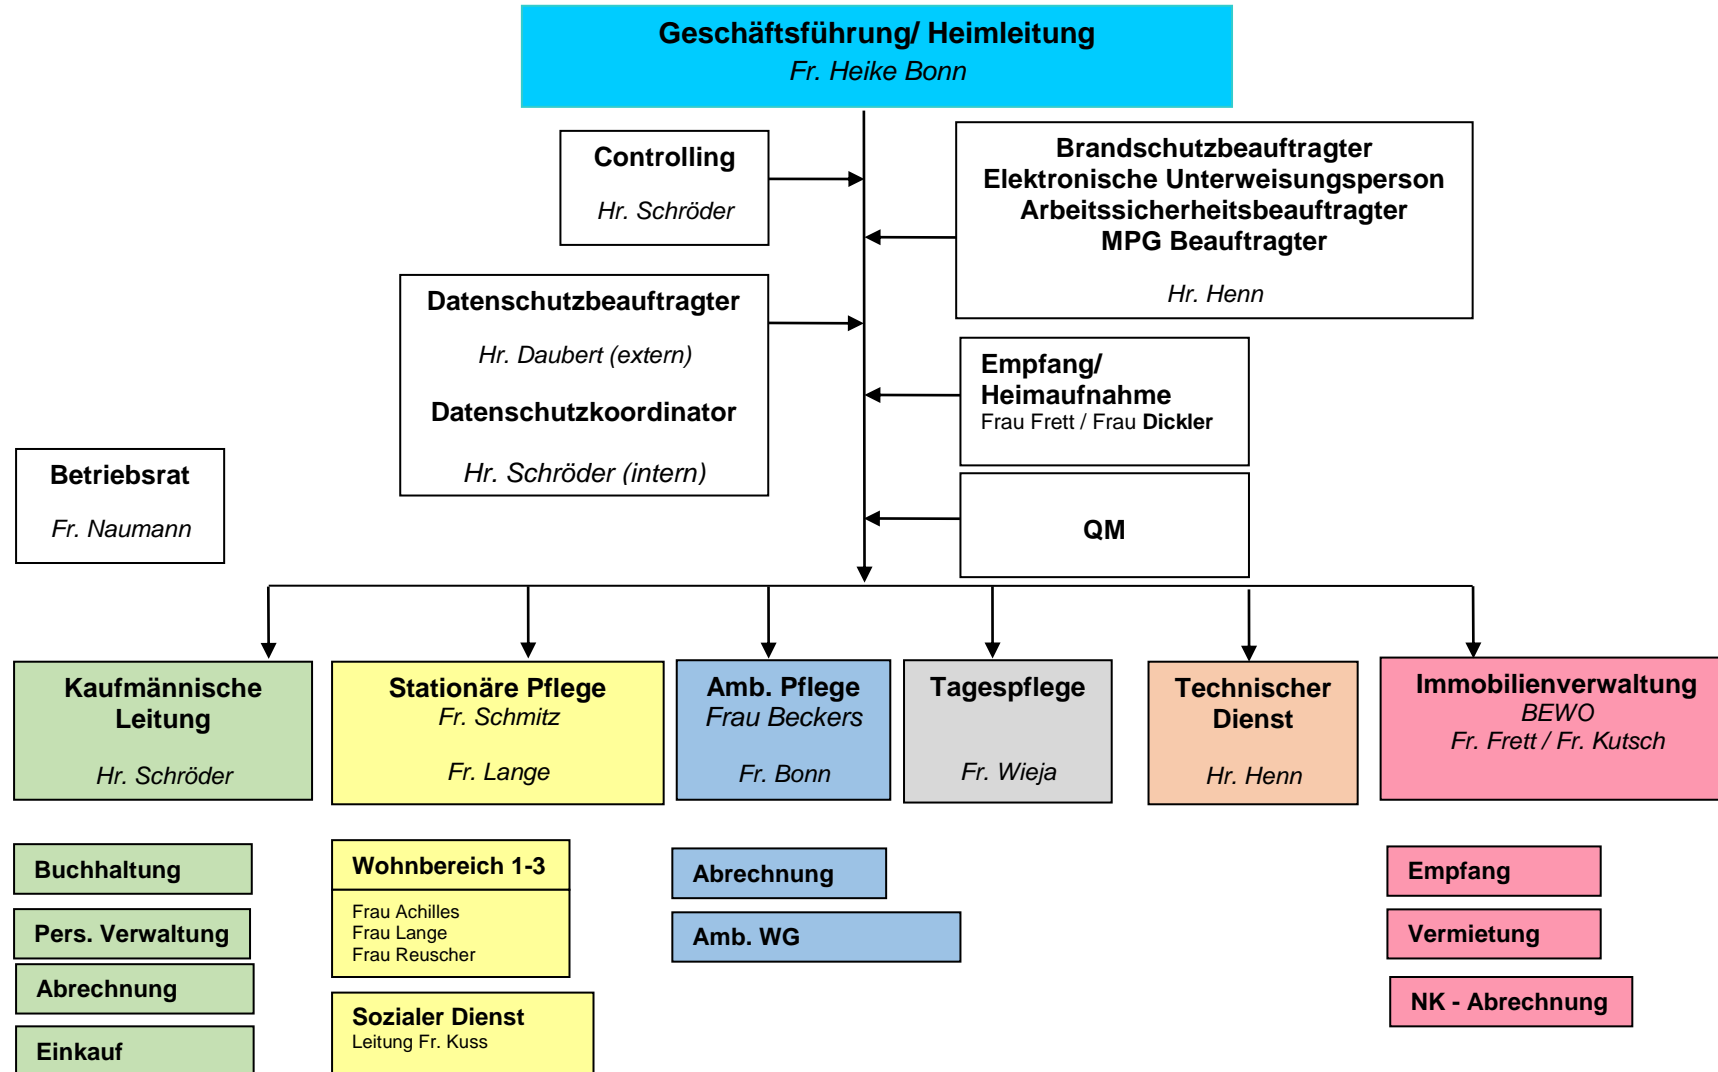 Geschäftsführung/ Heimleitung
Fr. Heike Bonn
Controlling
Hr. Schröder
Brandschutzbeauftragter
Elektronische Unterweisungsperson
Arbeitssicherheitsbeauftragter
MPG Beauftragter
Hr. Henn
Datenschutzbeauftragter
Hr. Daubert (extern)
Datenschutzkoordinator
Hr. Schröder (intern)
Empfang/
Heimaufnahme
Frau Frett / Frau Dickler
Betriebsrat
Fr. Naumann
QM
Kaufmännische
Leitung
Hr. Schröder
Stationäre Pflege
Fr. Schmitz
Fr. Lange
Amb. Pflege
Frau Beckers
Fr. Bonn
Tagespflege
Fr. Wieja
Technischer
Dienst
Hr. Henn
Immobilienverwaltung
BEWO
Fr. Frett / Fr. Kutsch
Buchhaltung
Pers. Verwaltung
Abrechnung
Einkauf
Wohnbereich 1-3
Frau Achilles
Frau Lange
Frau Reuscher
Sozialer Dienst
Leitung Fr. Kuss
Abrechnung
Amb. WG
Empfang
Vermietung
NK - Abrechnung